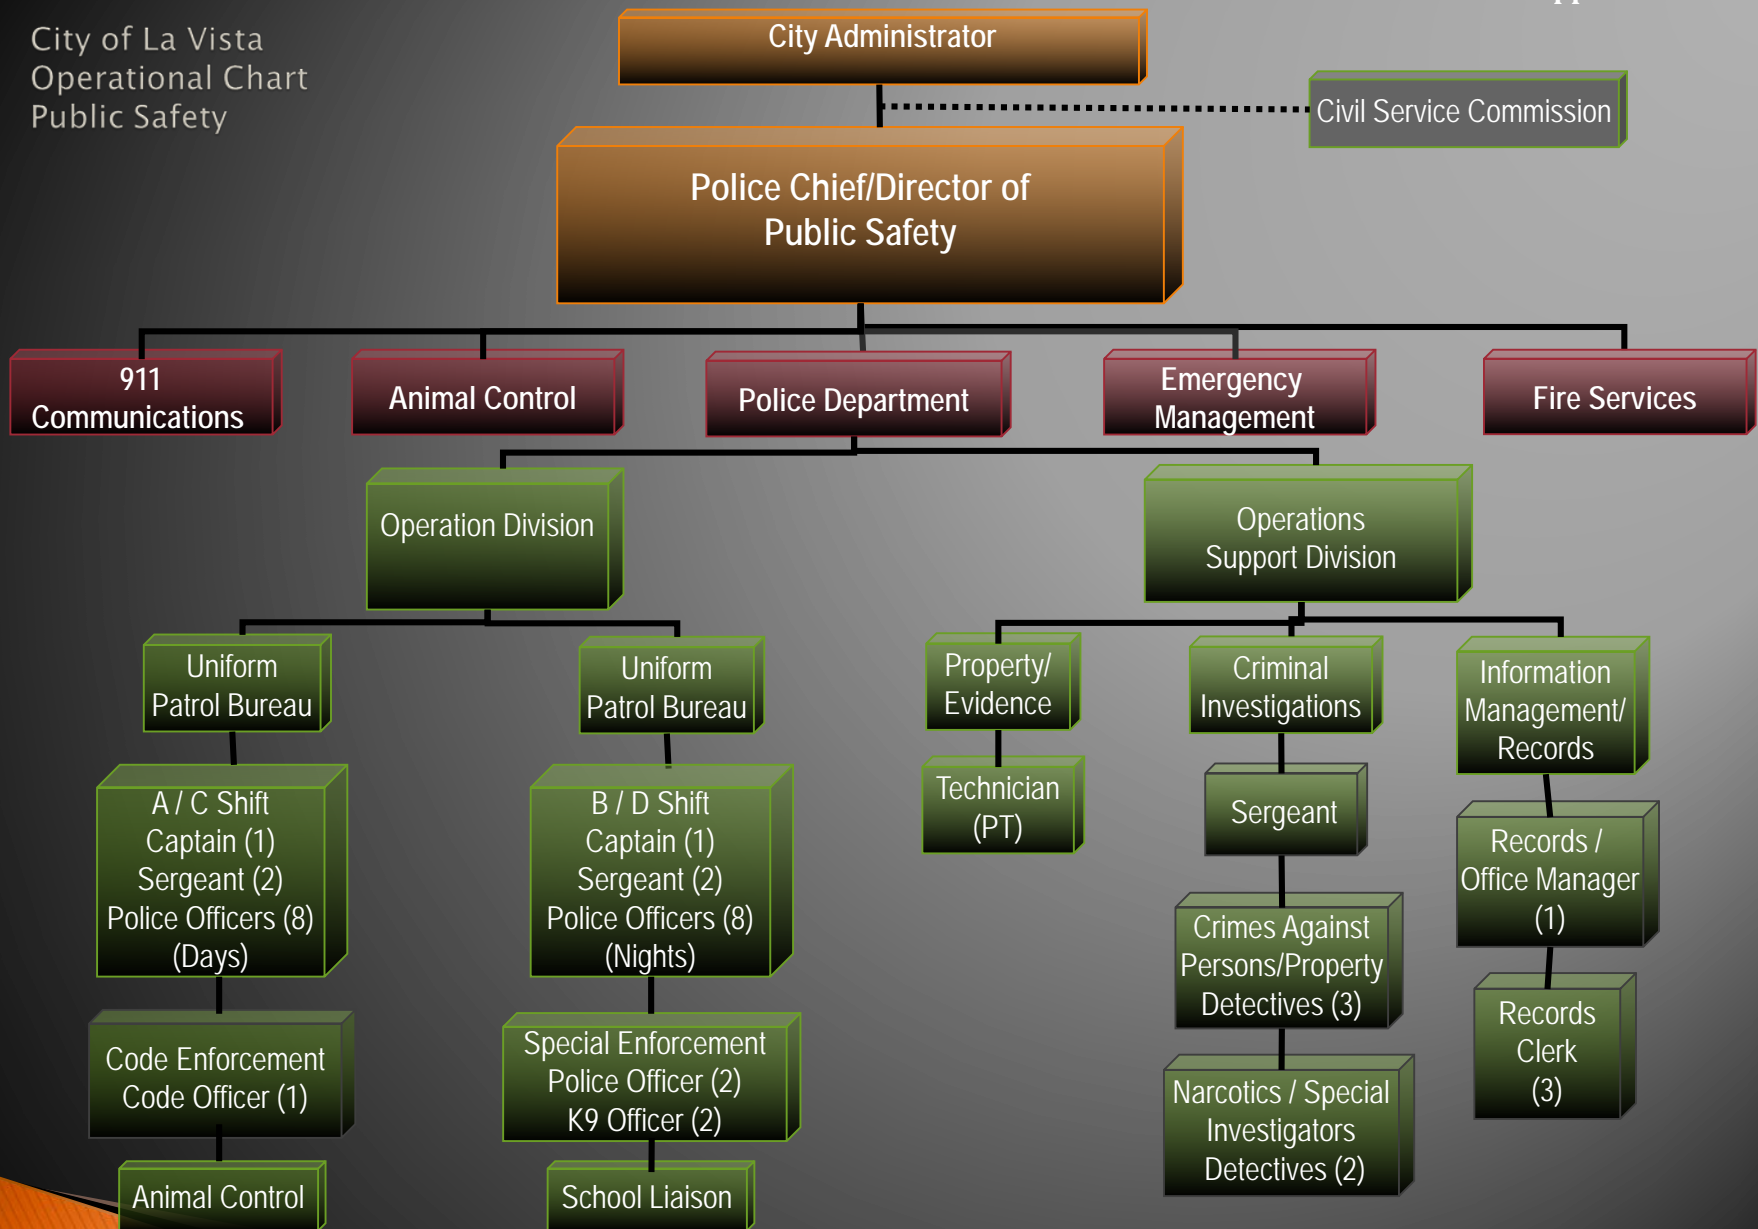 City of La Vista
Operational Chart
Public Safety
City Administrator
Civil Service Commission
Police Chief/Director of
Public Safety
911
Communications
Animal Control
Police Department
Emergency
Management
Fire Services
Operation Division
Operations
Support Division
Uniform
Patrol Bureau
Uniform
Patrol Bureau
Property/
Evidence
Criminal
Investigations
Information
Management/
Records
A / C Shift
Captain (1)
Sergeant (2)
Police Officers (8)
(Days)
B / D Shift
Captain (1)
Sergeant (2)
Police Officers (8)
(Nights)
Technician
(PT)
Sergeant
Records /
Office Manager
(1)
Crimes Against
Persons/Property
Detectives (3)
Records
Clerk
(3)
Code Enforcement
Code Officer (1)
Special Enforcement
Police Officer (2)
K9 Officer (2)
Narcotics / Special
Investigators
Detectives (2)
Animal Control
School Liaison